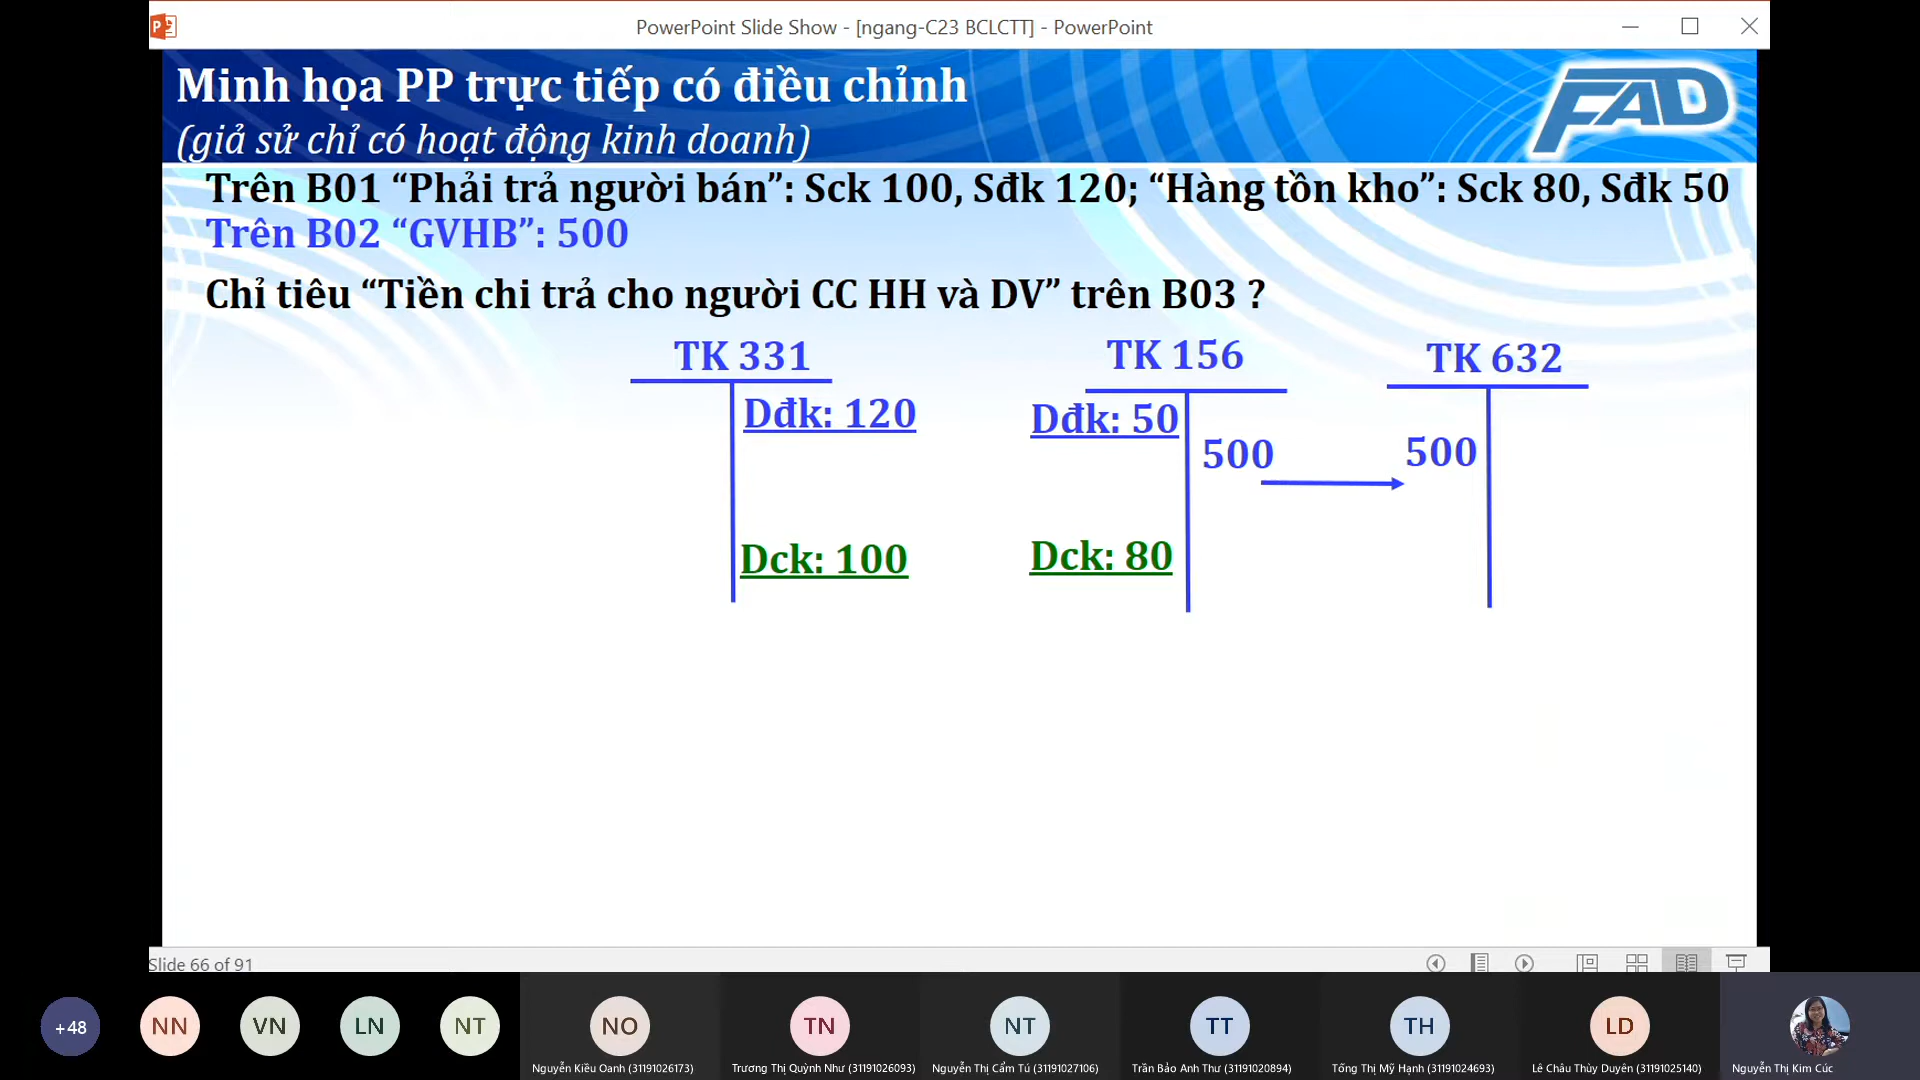 PowerPoint Slide Show - [ngang-C23 BCLCTT] - PowerPoint
Minh họa PP trực tiếp có điều chỉnh
(giả sử chỉ có hoạt động kinh doanh)
FAD
Trên B01 “Phải trả người bán”: Sck 100, Sđk 120; “Hàng tồn kho”: Sck 80, Sđk 50
Trên B02 “GVHB”: 500
Chỉ tiêu “Tiền chi trả cho người CC HH và DV” trên B03 ?
TK 331
Dđk: 120
Dck: 100
TK 156
Dđk: 50
500
Dck: 80
TK 632
500
Slide 66 of 91
+48
NN
VN
LN
NT
NO
Nguyễn Kiều Oanh (31191026173)
TN
Trương Thị Quỳnh Như (31191026093)
NT
Nguyễn Thị Cẩm Tú (31191027106)
TT
Trần Bảo Anh Thư (31191020894)
TH
Tống Thị Mỹ Hạnh (31191024693)
LD
Lê Châu Thùy Duyên (31191025140)
Nguyễn Thị Kim Cúc